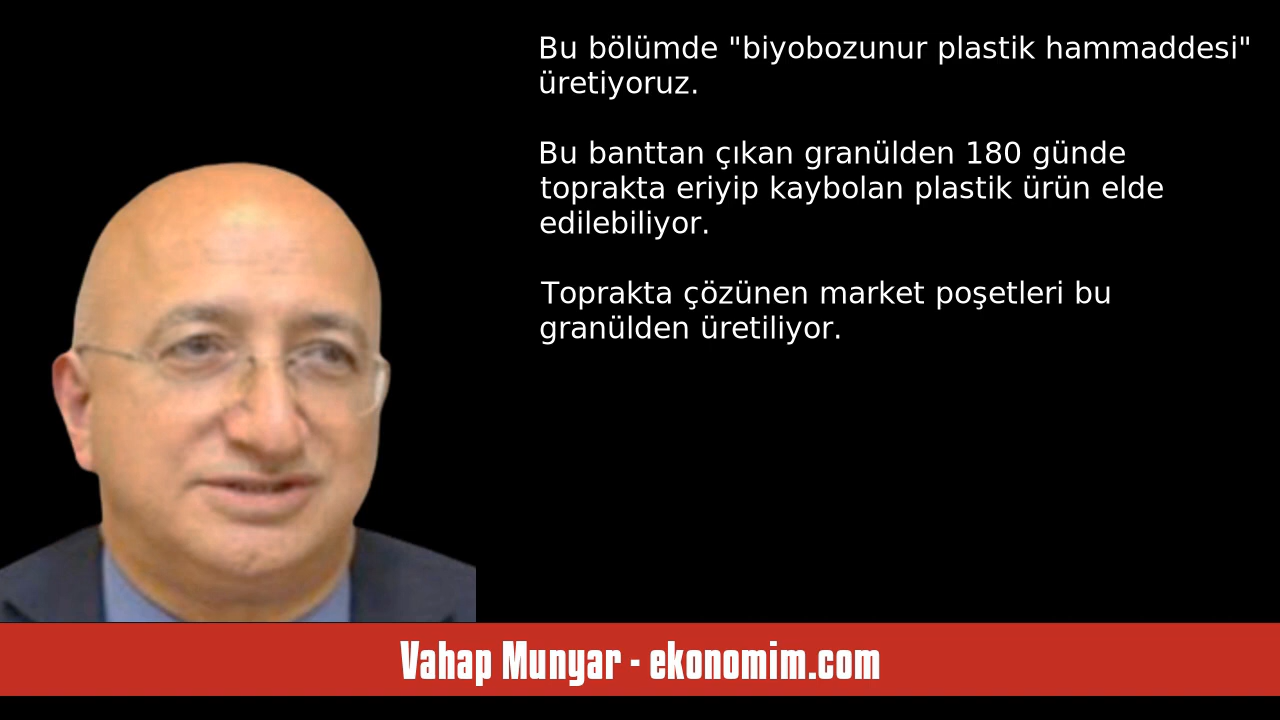 Bu bölümde "biyobozunur plastik hammaddesi"
üretiyoruz.
Bu banttan çıkan granülden 180 günde
toprakta eriyip kaybolan plastik ürün elde
edilebiliyor.
Toprakta çözünen market poşetleri bu
granülden üretiliyor.
Vahap Munyar - ekonomim.com